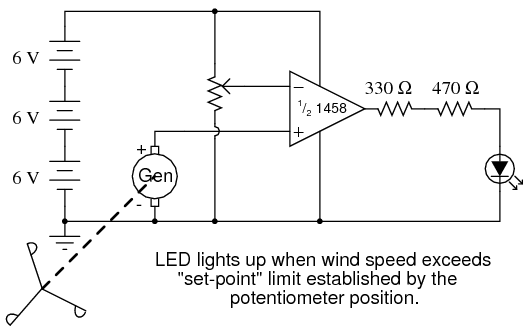 6 V
6 V
6 V
330 Ω 470 Ω
1/2 1458
−
+
+
Gen
-
LED lights up when wind speed exceeds
"set-point" limit established by the
potentiometer position.